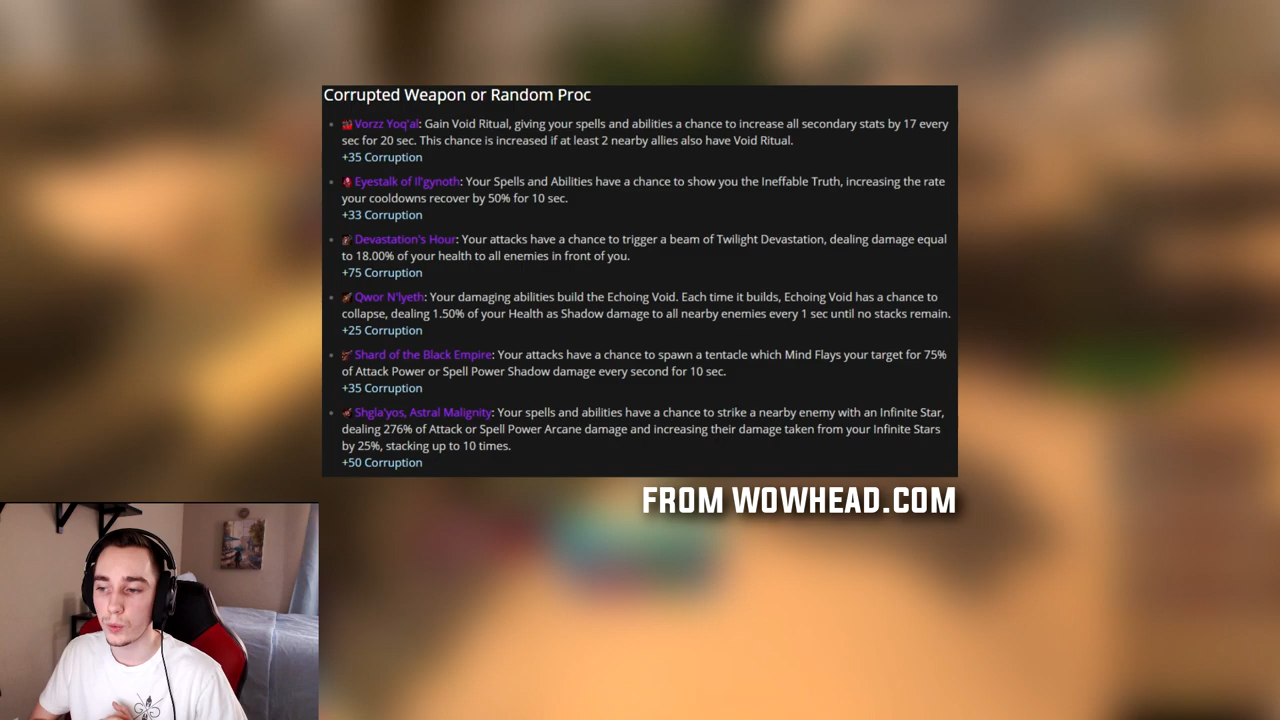 Corrupted Weapon or Random Proc
Vorzz Yoq'al: Gain Void Ritual, giving your spells and abilities a chance to increase all secondary stats by 17 every
sec for 20 sec. This chance is increased if at least 2 nearby allies also have Void Ritual.
+35 Corruption
Eyestalk of Il'gynoth: Your Spells and Abilities have a chance to show you the Ineffable Truth, increasing the rate
your cooldowns recover by 50% for 10 sec.
+33 Corruption
Devastation's Hour: Your attacks have a chance to trigger a beam of Twilight Devastation, dealing damage equal
to 18.00% of your health to all enemies in front of you.
+75 Corruption
Qwor N'lyeth: Your damaging abilities build the Echoing Void. Each time it builds, Echoing Void has a chance to
collapse, dealing 1.50% of your Health as Shadow damage to all nearby enemies every 1 sec until no stacks remain.
+25 Corruption
Shard of the Black Empire: Your attacks have a chance to spawn a tentacle which Mind Flays your target for 75%
of Attack Power or Spell Power Shadow damage every second for 10 sec.
+35 Corruption
Shgla'yos, Astral Malignity: Your spells and abilities have a chance to strike a nearby enemy with an Infinite Star,
dealing 276% of Attack or Spell Power Arcane damage and increasing their damage taken from your Infinite Stars
by 25%, stacking up to 10 times.
+50 Corruption
FROM WOWHEAD.COM